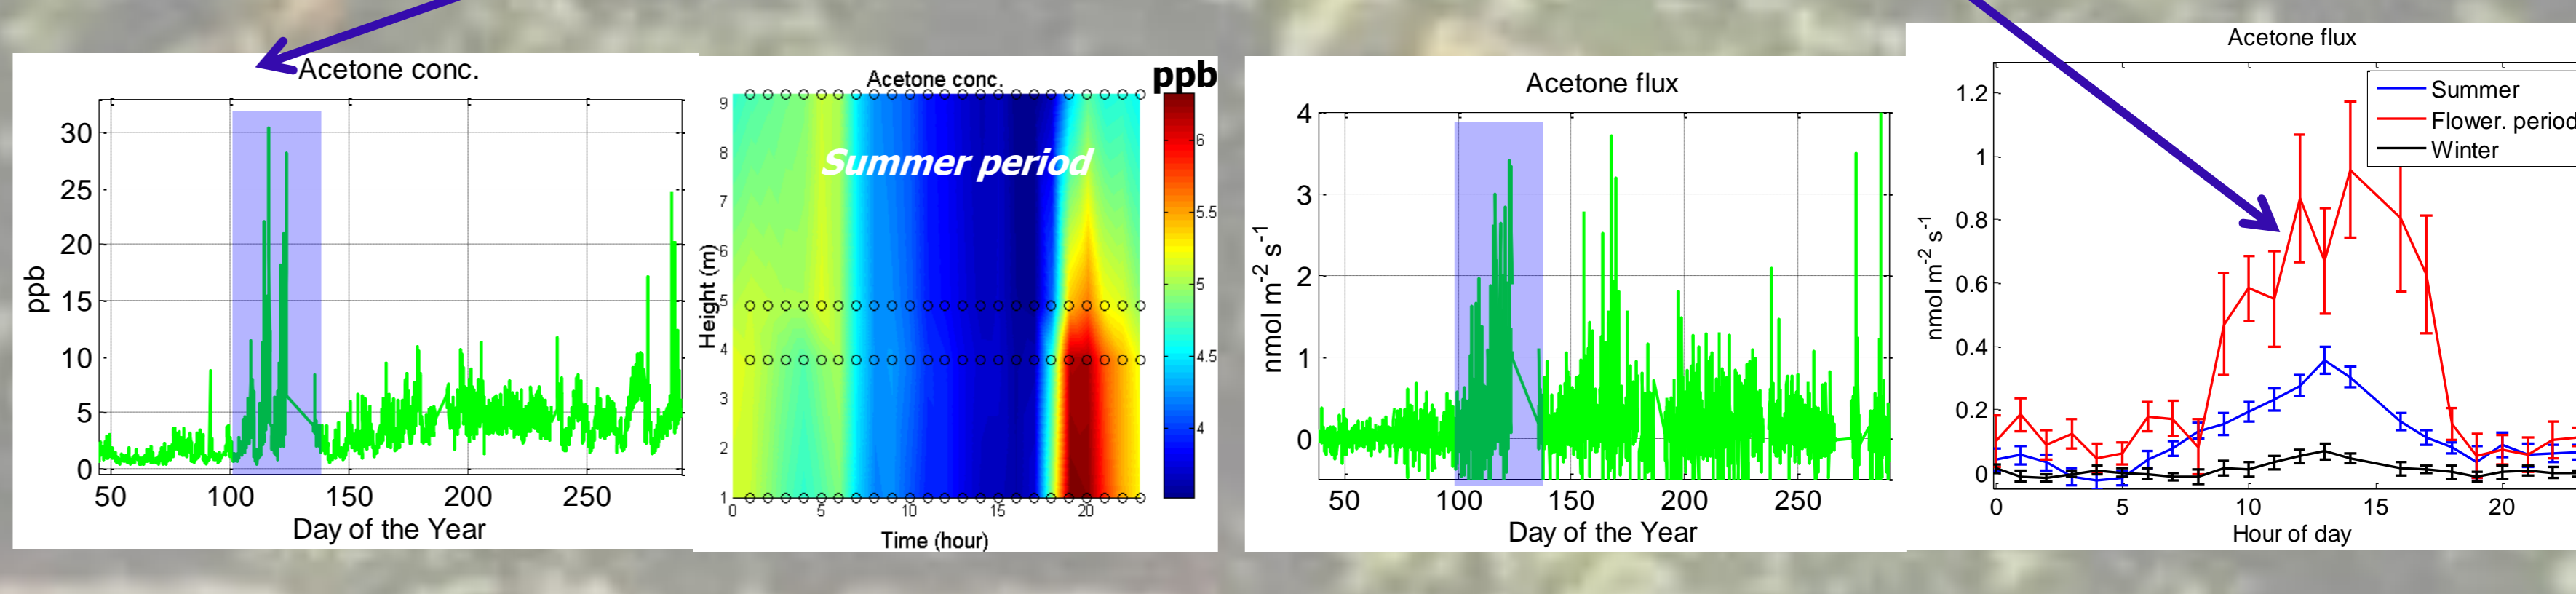 Acetone conc.
30
25
20
15
10
5
0
ppb
50 100 150 200 250
Day of the Year
Acetone conc.
ppb
Summer period
9
8
7
6
5
4
3
2
1
Height (m)
0 5 10 15 20
Time (hour)
6
5.5
5
4.5
4
Acetone flux
4
3
2
1
0
nmol m-2 s-1
50 100 150 200 250
Day of the Year
Acetone flux
Summer
Flower. period
Winter
1.2
1
0.8
0.6
0.4
0.2
0
nmol m-2 s-1
0 5 10 15 20
Hour of day